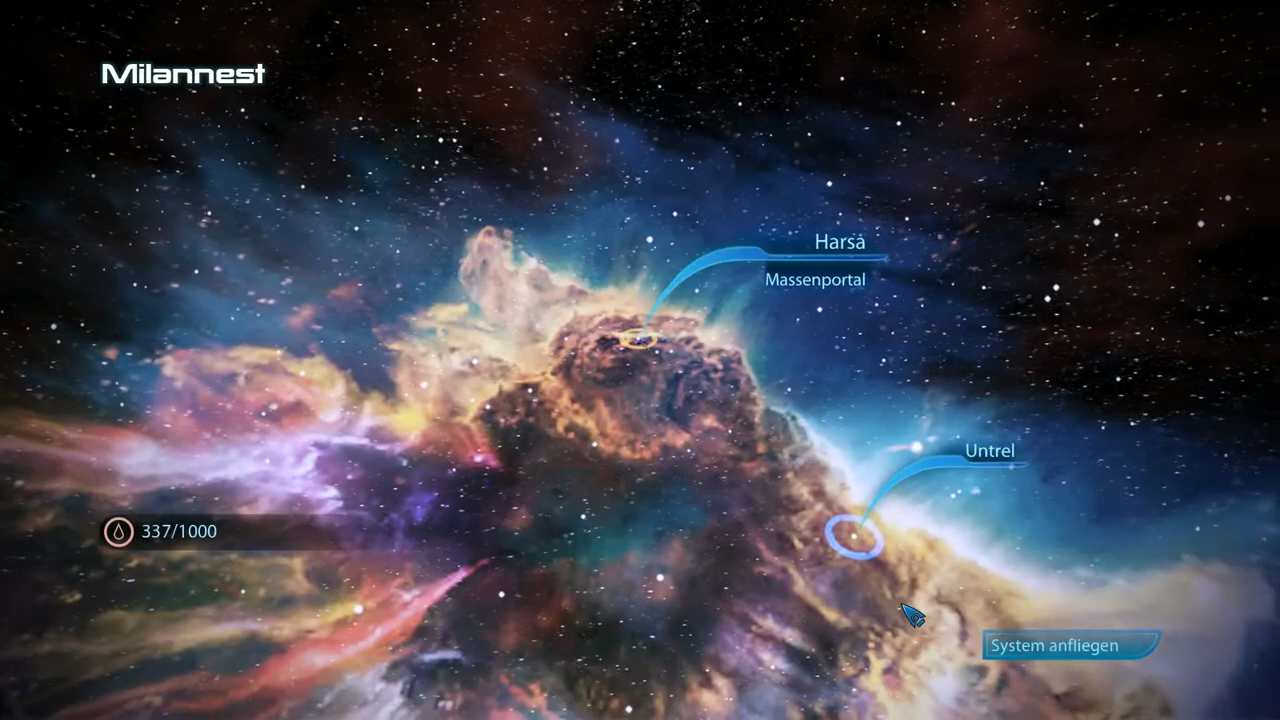 Milannest
Harsa
Massenportal
Untrel
337/1000
System anfliegen